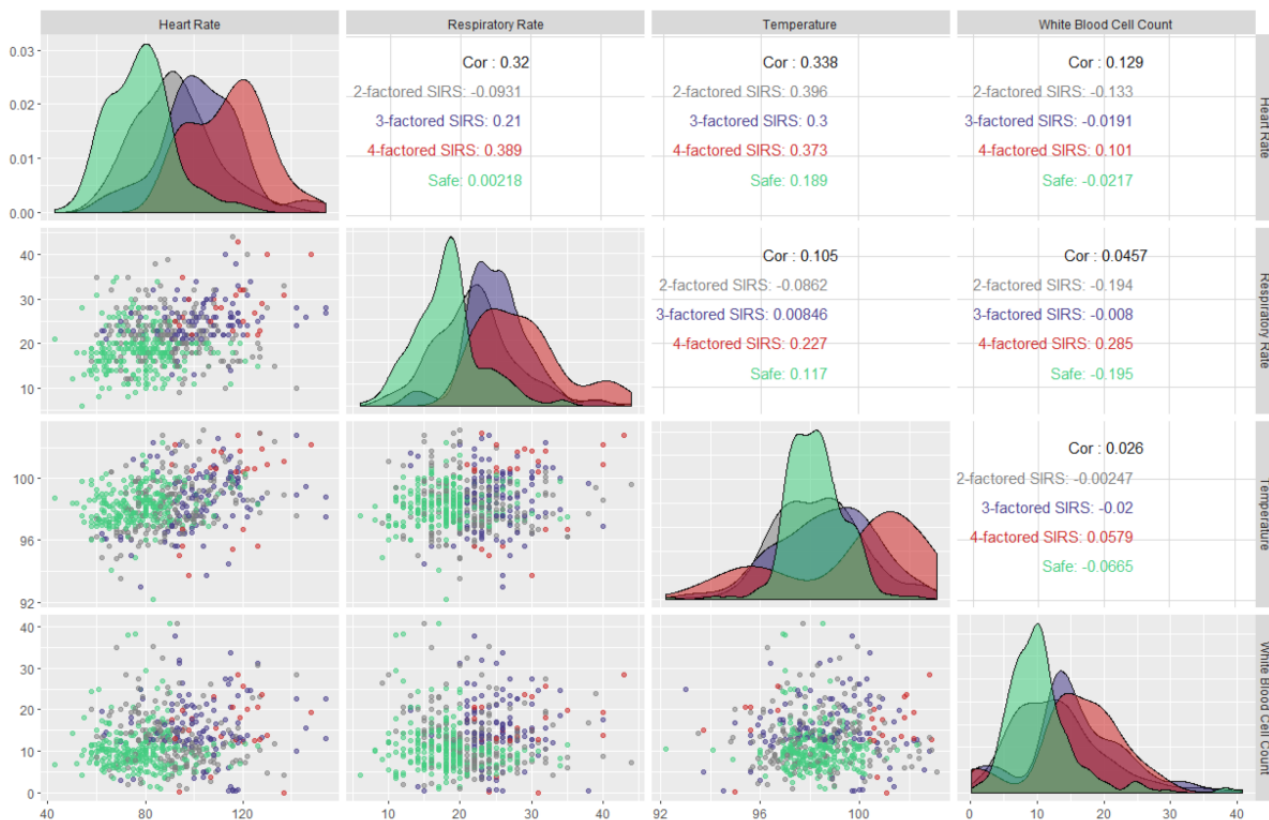 Heart Rate
Respiratory Rate
Temperature
White Blood Cell Count
0.03
0.02
0.01
0.00
Cor : 0.32
2-factored SIRS: -0.0931
3-factored SIRS: 0.21
4-factored SIRS: 0.389
Safe: 0.00218
Cor : 0.338
2-factored SIRS: 0.396
3-factored SIRS: 0.3
4-factored SIRS: 0.373
Safe: 0.189
Cor : 0.129
2-factored SIRS: -0.133
3-factored SIRS: -0.0191
4-factored SIRS: 0.101
Safe: -0.0217
Heart Rate
40
30
20
10
Cor : 0.105
2-factored SIRS: -0.0862
3-factored SIRS: 0.00846
4-factored SIRS: 0.227
Safe: 0.117
Cor : 0.0457
2-factored SIRS: -0.194
3-factored SIRS: -0.008
4-factored SIRS: 0.285
Safe: -0.195
Respiratory Rate
100
96
92
Cor : 0.026
2-factored SIRS: -0.00247
3-factored SIRS: -0.02
4-factored SIRS: 0.0579
Safe: -0.0665
Temperature
40
30
20
10
0
White Blood Cell Count
40 80 120
10 20 30 40
92 96 100
0 10 20 30 40